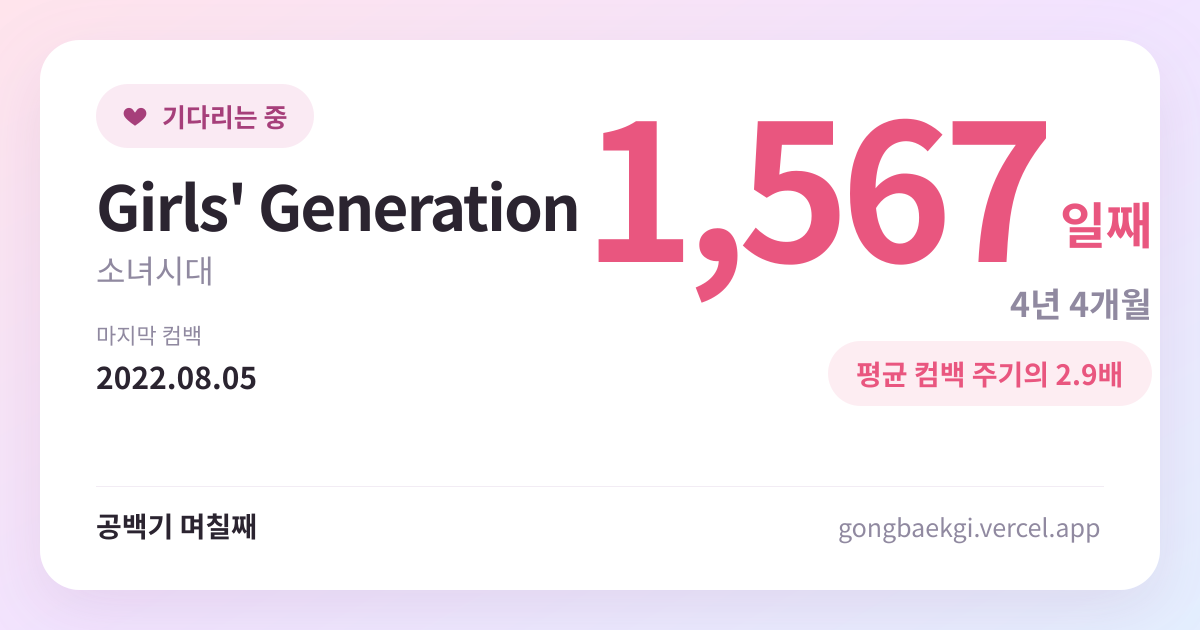 기다리는 중
Girls' Generation
소녀시대
마지막 컴백
2022.08.05
1,567 일째
4년 4개월
평균 컴백 주기의 2.9배
공백기 며칠째
gongbaekgi.vercel.app